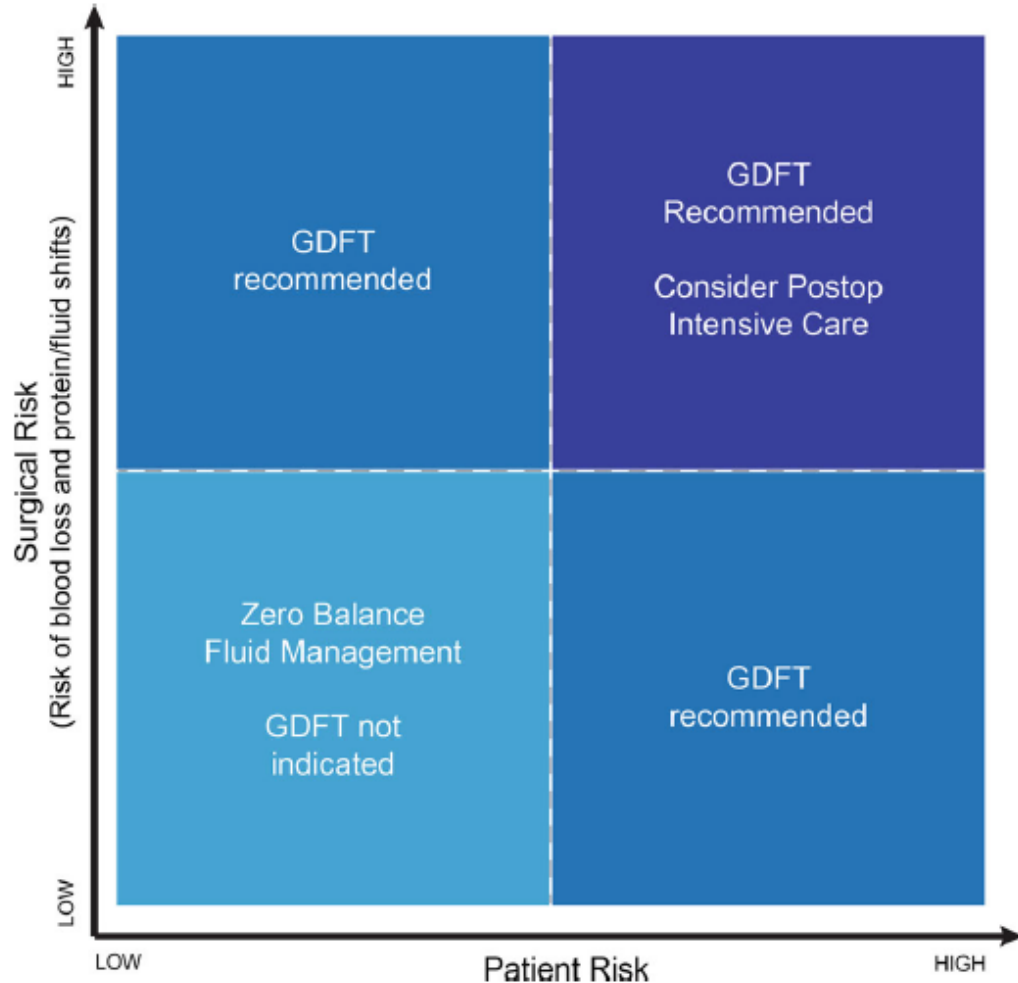 HIGH
Surgical Risk
(Risk of blood loss and protein/fluid shifts)
LOW
GDFT
recommended
GDFT
Recommended
Consider Postop
Intensive Care
Zero Balance
Fluid Management
GDFT not
indicated
GDFT
recommended
LOW
Patient Risk
HIGH